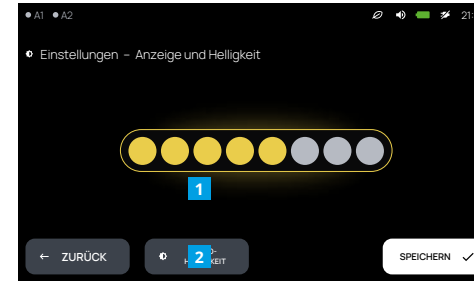 A1 A2 21:
Einstellungen – Anzeige und Helligkeit
1
← ZURÜCK
2
SPEICHERN